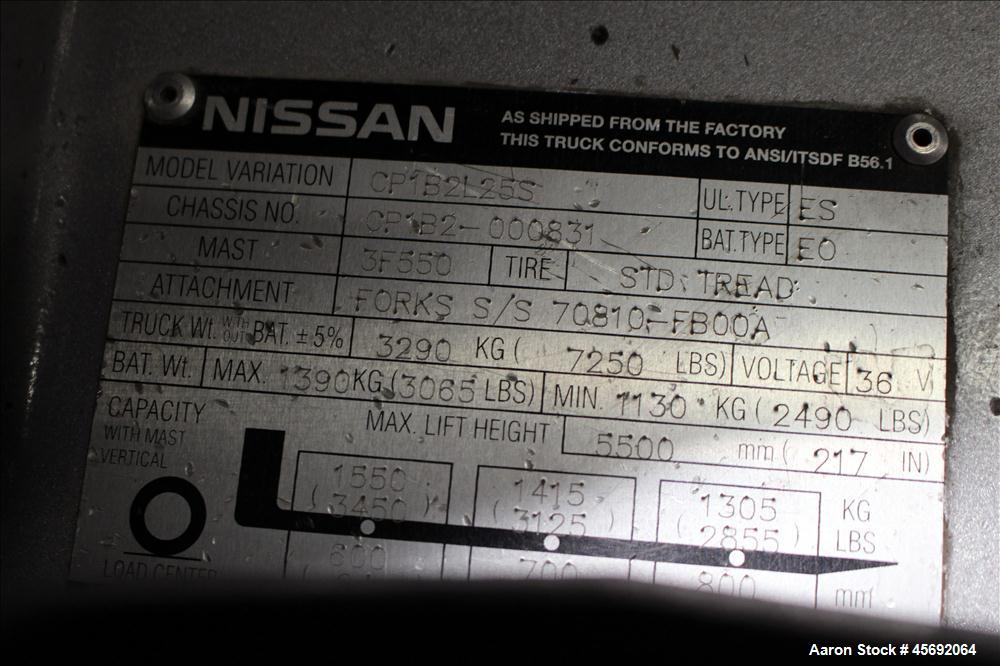 NISSAN AS SHIPPED FROM THE FACTORY
THIS TRUCK CONFORMS TO ANSI/ITSDF B56.1
MODEL VARIATION CP1B2L25S UL.TYPE ES
CHASSIS NO. CP1B2-000831 BAT.TYPE EO
MAST 3F550 TIRE STD TREAD
ATTACHMENT FORKS S/S 70810-FB00A
TRUCK Wt. WITH OUT BAT. ±5% 3290 KG ( 7250 LBS) VOLTAGE 36 V
BAT. Wt. MAX. 1390 KG (3065 LBS) MIN. 1130 KG ( 2490 LBS)
CAPACITY WITH MAST VERTICAL MAX. LIFT HEIGHT 5500 mm ( 217 IN)
1550 1415 1305 KG
( 3450 ) ( 3125 ) ( 2855 ) LBS
LOAD CENTER 600 700 800 mm
Aaron Stock # 45692064